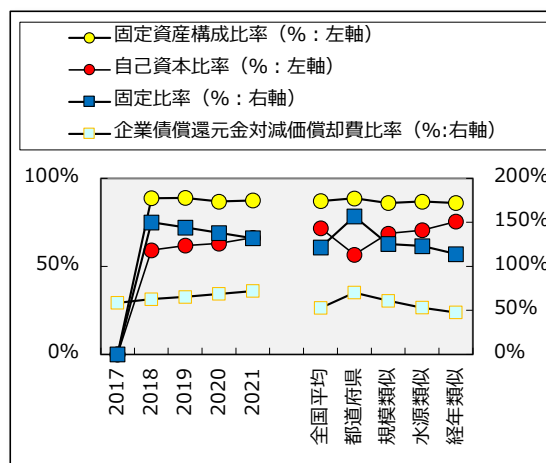 固定資産構成比率（%：左軸）
自己資本比率（%：左軸）
固定比率（%：右軸）
企業債償還元金対減価償却費比率（%:右軸）
100%
50%
0%
200%
150%
100%
50%
0%
2017
2018
2019
2020
2021
全国平均
都道府県
規模類似
水源類似
経年類似